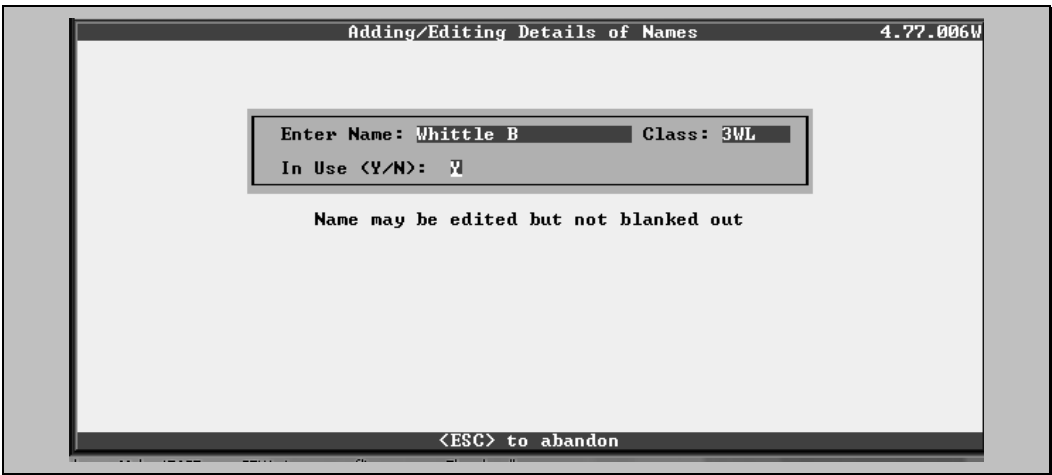 Adding/Editing Details of Names 4.77.006W
Enter Name: Whittle B Class: 3WL
In Use (Y/N): Y
Name may be edited but not blanked out
<ESC> to abandon